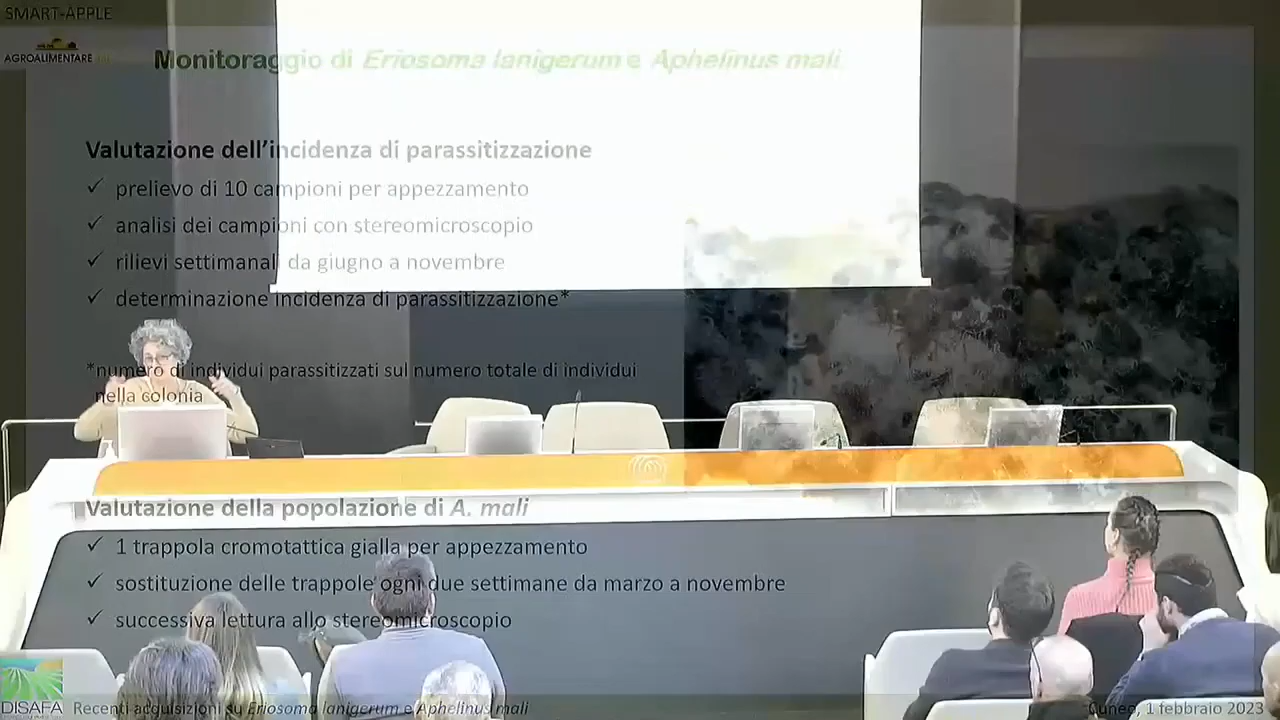 SMART-APPLE
AGROALIMENTARE
Monitoraggio di Eriosoma lanigerum e Aphelinus mali
Valutazione dell'incidenza di parassitizzazione
✓ prelievo di 10 campioni per appezzamento
✓ analisi dei campioni con stereomicroscopio
✓ rilievi settimanali da giugno a novembre
✓ determinazione incidenza di parassitizzazione*
*numero di individui parassitizzati sul numero totale di individui
nella colonia
Valutazione della popolazione di A. mali
✓ 1 trappola cromotattica gialla per appezzamento
✓ sostituzione delle trappole ogni due settimane da marzo a novembre
✓ successiva lettura allo stereomicroscopio
DISAFA
Recenti acquisizioni su Eriosoma lanigerum e Aphelinus mali
Cuneo, 1 febbraio 2023